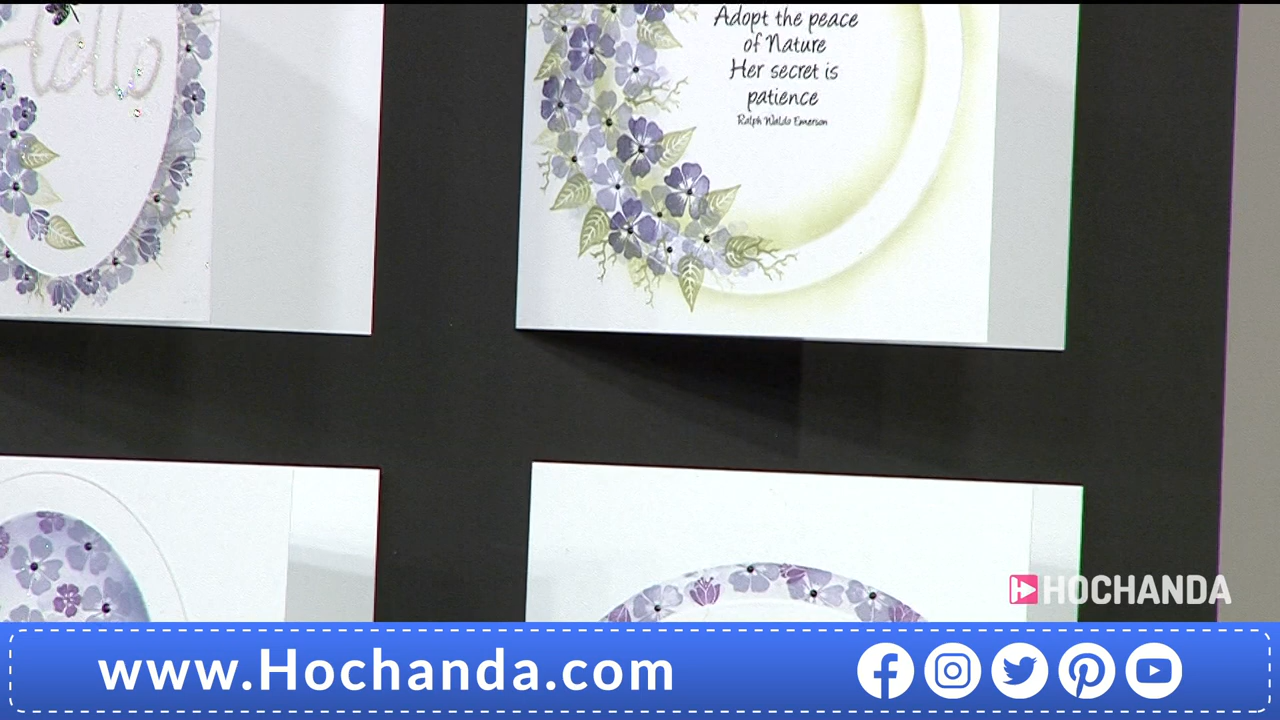 Hello
Adopt the peace
of Nature
Her secret is
patience
Ralph Waldo Emerson
HOCHANDA
www.Hochanda.com